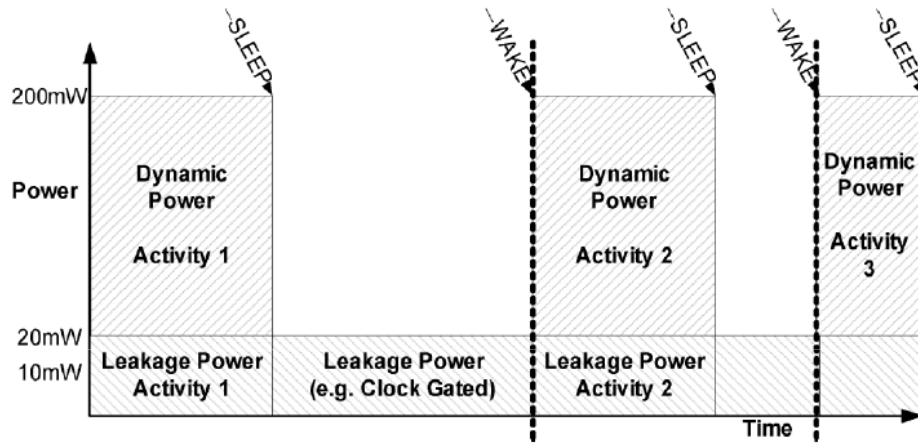 ~SLEEP
~WAKE
~SLEEP
~WAKE
~SLEEP
200mW
Power
20mW
10mW
Dynamic
Power
Activity 1
Dynamic
Power
Activity 2
Dynamic
Power
Activity
3
Leakage Power
Activity 1
Leakage Power
(e.g. Clock Gated)
Leakage Power
Activity 2
Time